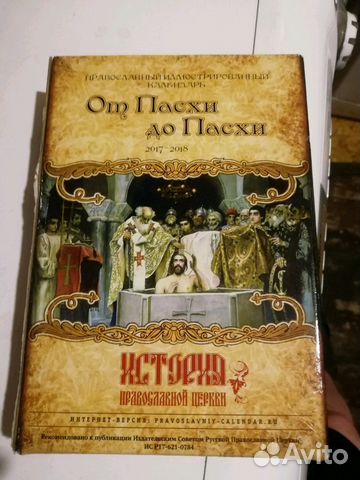 ПРАВОСЛАВНЫЙ ИЛЛЮСТРИРОВАННЫЙ
КАЛЕНДАРЬ
От Пасхи
до Пасхи
2017-2018
ИСТОРИЯ
ПРАВОСЛАВНОЙ ЦЕРКВИ
ИНТЕРНЕТ-ВЕРСИЯ: PRAVOSLAVNIY-CALENDAR.RU
Рекомендовано к публикации Издательским Советом Русской Православной Церкви
ИС Р17-621-0784
Avito